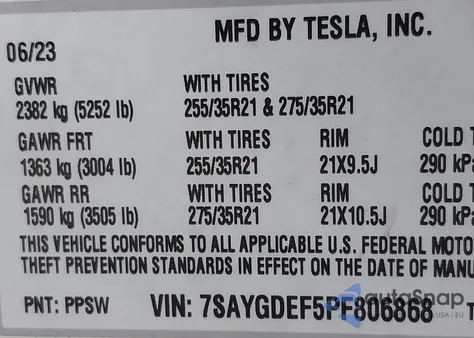 MFD BY TESLA, INC.
06/23
GVWR WITH TIRES
2382 kg (5252 lb) 255/35R21 & 275/35R21
GAWR FRT WITH TIRES RIM COLD T
1363 kg (3004 lb) 255/35R21 21X9.5J 290 kPa
GAWR RR WITH TIRES RIM COLD T
1590 kg (3505 lb) 275/35R21 21X10.5J 290 kPa
THIS VEHICLE CONFORMS TO ALL APPLICABLE U.S. FEDERAL MOTO
THEFT PREVENTION STANDARDS IN EFFECT ON THE DATE OF MANU
PNT: PPSW VIN: 7SAYGDEF5PF806868 T
autoSnap
USA | EU